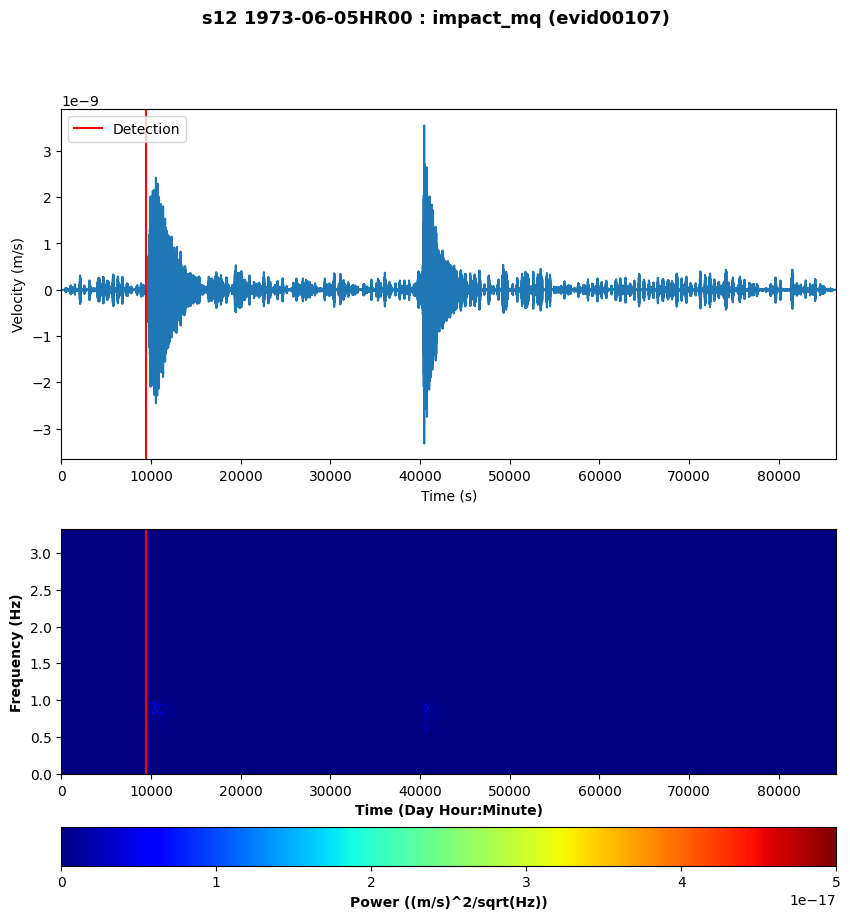 s12 1973-06-05HR00 : impact_mq (evid00107)
1e−9
Detection
3
2
1
0
−1
−2
−3
Velocity (m/s)
0 10000 20000 30000 40000 50000 60000 70000 80000
Time (s)
3.0
2.5
2.0
1.5
1.0
0.5
0.0
Frequency (Hz)
0 10000 20000 30000 40000 50000 60000 70000 80000
Time (Day Hour:Minute)
0 1 2 3 4 5
1e−17
Power ((m/s)^2/sqrt(Hz))